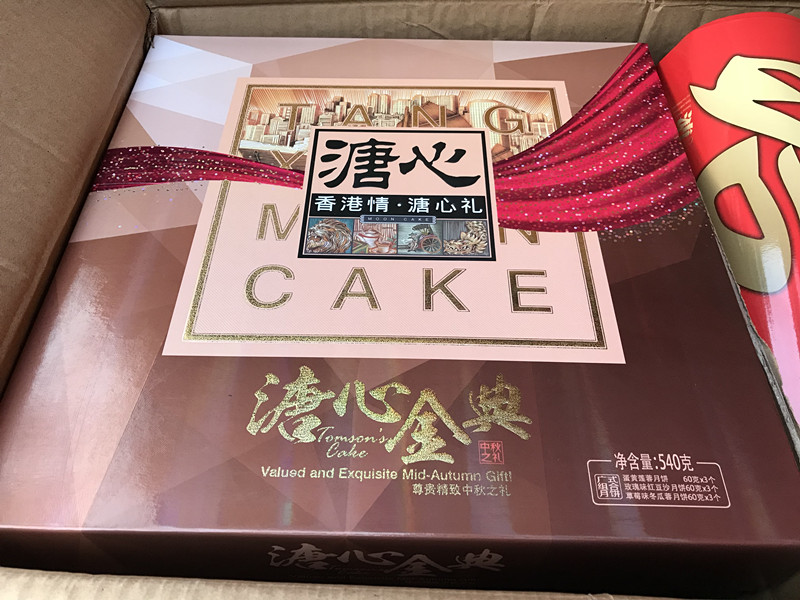 TANG
溏心
香港情·溏心礼
MOON CAKE
M N
CAKE
溏心金典
Tomson's
Cake
中秋
之礼
Valued and Exquisite Mid-Autumn Gift!
尊贵精致中秋之礼
净含量:540克
广式
组月饼
蛋黄莲蓉月饼 60克x3个
玫瑰味红豆沙月饼60克x3个
草莓味冬瓜蓉月饼60克x3个
溏心金典